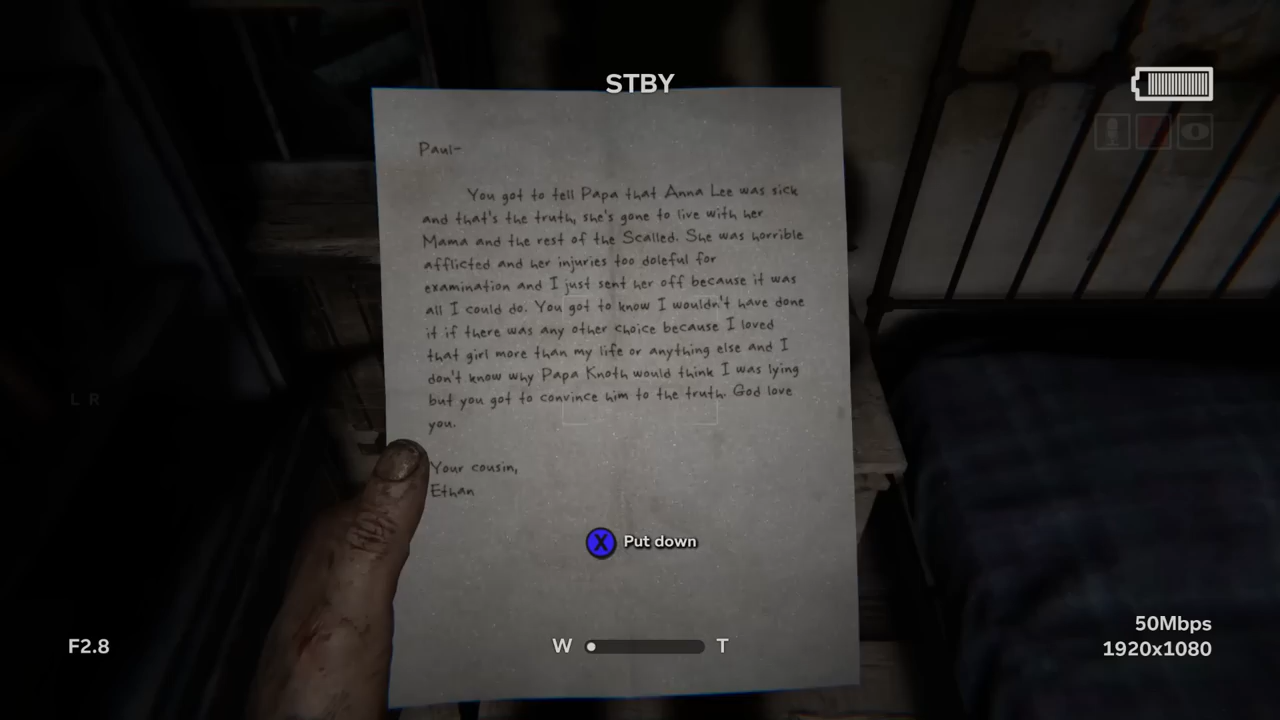 STBY
Paul-
You got to tell Papa that Anna Lee was sick
and that's the truth, she's gone to live with her
Mama and the rest of the Scalled. She was horrible
afflicted and her injuries too doleful for
examination and I just sent her off because it was
all I could do. You got to know I wouldn't have done
it if there was any other choice because I loved
that girl more than my life or anything else and I
don't know why Papa Knoth would think I was lying
but you got to convince him to the truth. God love
you.
L R
Your cousin,
Ethan
X Put down
F2.8
W T
50Mbps
1920x1080